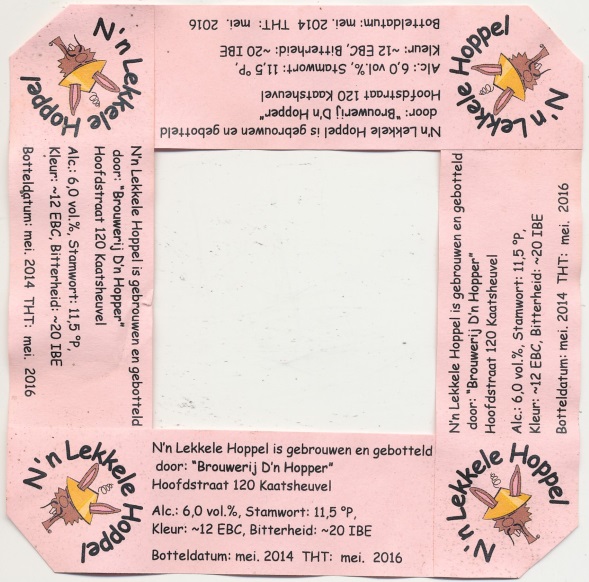 N'n Lekkele Hoppel
N'n Lekkele Hoppel is gebrouwen en gebotteld
door: "Brouwerij D'n Hopper"
Hoofdstraat 120 Kaatsheuvel
Alc.: 6,0 vol.%, Stamwort: 11,5 °P,
Kleur: ~12 EBC, Bitterheid: ~20 IBE
Botteldatum: mei. 2014 THT: mei. 2016
N'n Lekkele Hoppel
N'n Lekkele Hoppel is gebrouwen en gebotteld
door: "Brouwerij D'n Hopper"
Hoofdstraat 120 Kaatsheuvel
Alc.: 6,0 vol.%, Stamwort: 11,5 °P,
Kleur: ~12 EBC, Bitterheid: ~20 IBE
Botteldatum: mei. 2014 THT: mei. 2016
N'n Lekkele Hoppel
N'n Lekkele Hoppel is gebrouwen en gebotteld
door: "Brouwerij D'n Hopper"
Hoofdstraat 120 Kaatsheuvel
Alc.: 6,0 vol.%, Stamwort: 11,5 °P,
Kleur: ~12 EBC, Bitterheid: ~20 IBE
Botteldatum: mei. 2014 THT: mei. 2016
N'n Lekkele Hoppel
N'n Lekkele Hoppel is gebrouwen en gebotteld
door: "Brouwerij D'n Hopper"
Hoofdstraat 120 Kaatsheuvel
Alc.: 6,0 vol.%, Stamwort: 11,5 °P,
Kleur: ~12 EBC, Bitterheid: ~20 IBE
Botteldatum: mei. 2014 THT: mei. 2016